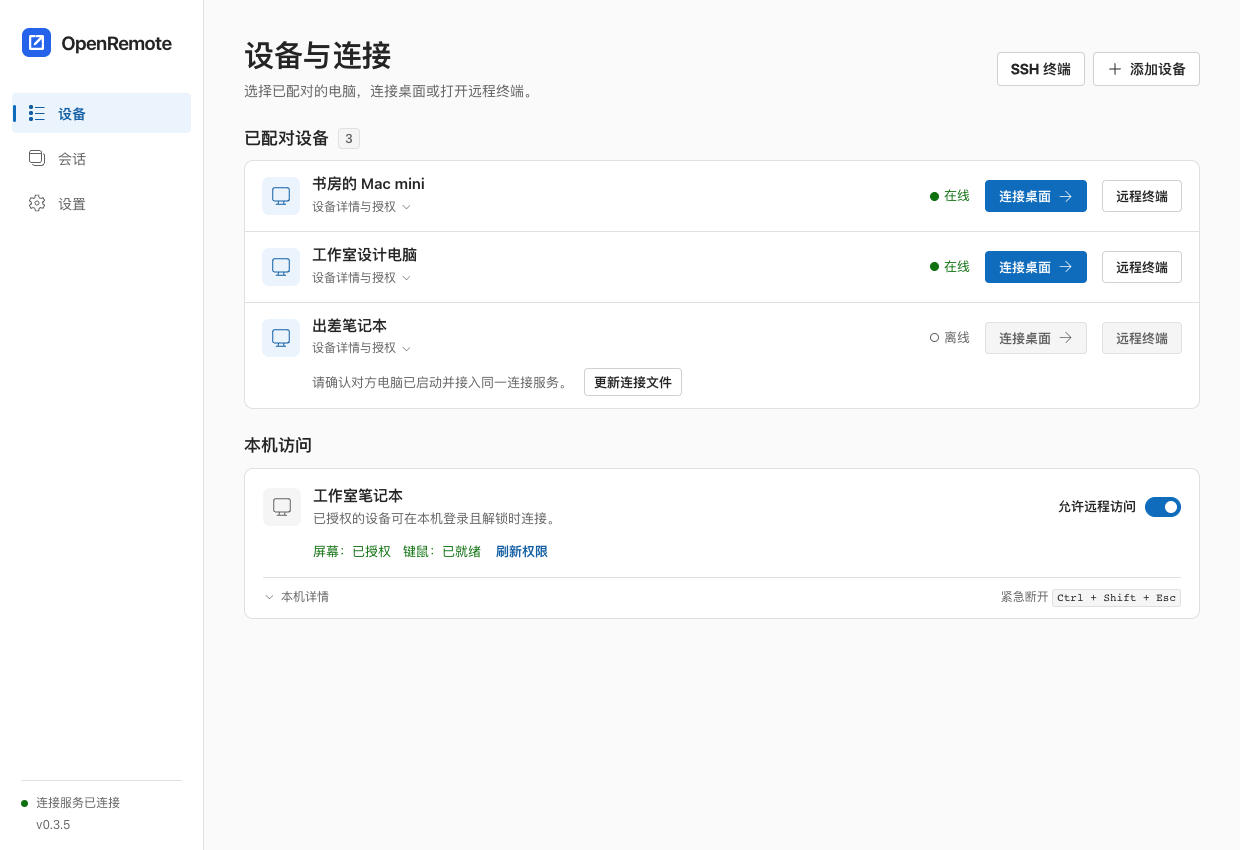 OpenRemote
设备
会话
设置
连接服务已连接
v0.3.5
设备与连接
选择已配对的电脑，连接桌面或打开远程终端。
SSH 终端
添加设备
已配对设备 3
书房的 Mac mini
设备详情与授权
在线
连接桌面
远程终端
工作室设计电脑
设备详情与授权
在线
连接桌面
远程终端
出差笔记本
设备详情与授权
离线
连接桌面
远程终端
请确认对方电脑已启动并接入同一连接服务。
更新连接文件
本机访问
工作室笔记本
已授权的设备可在本机登录且解锁时连接。
允许远程访问
屏幕：已授权 键鼠：已就绪 刷新权限
本机详情
紧急断开 Ctrl + Shift + Esc